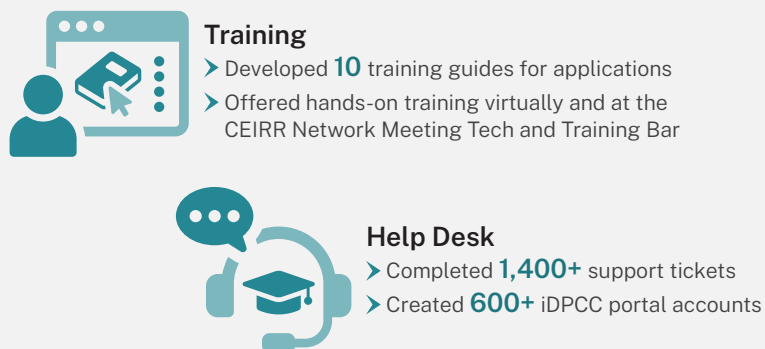 Training
Developed 10 training guides for applications
Offered hands-on training virtually and at the
CEIRR Network Meeting Tech and Training Bar
Help Desk
Completed 1,400+ support tickets
Created 600+ iDPCC portal accounts